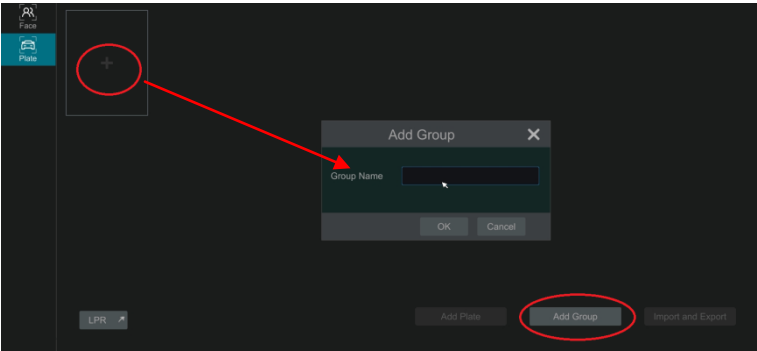 Face
Plate
+
Add Group
Group Name
OK Cancel
LPR
Add Plate Add Group Import and Export